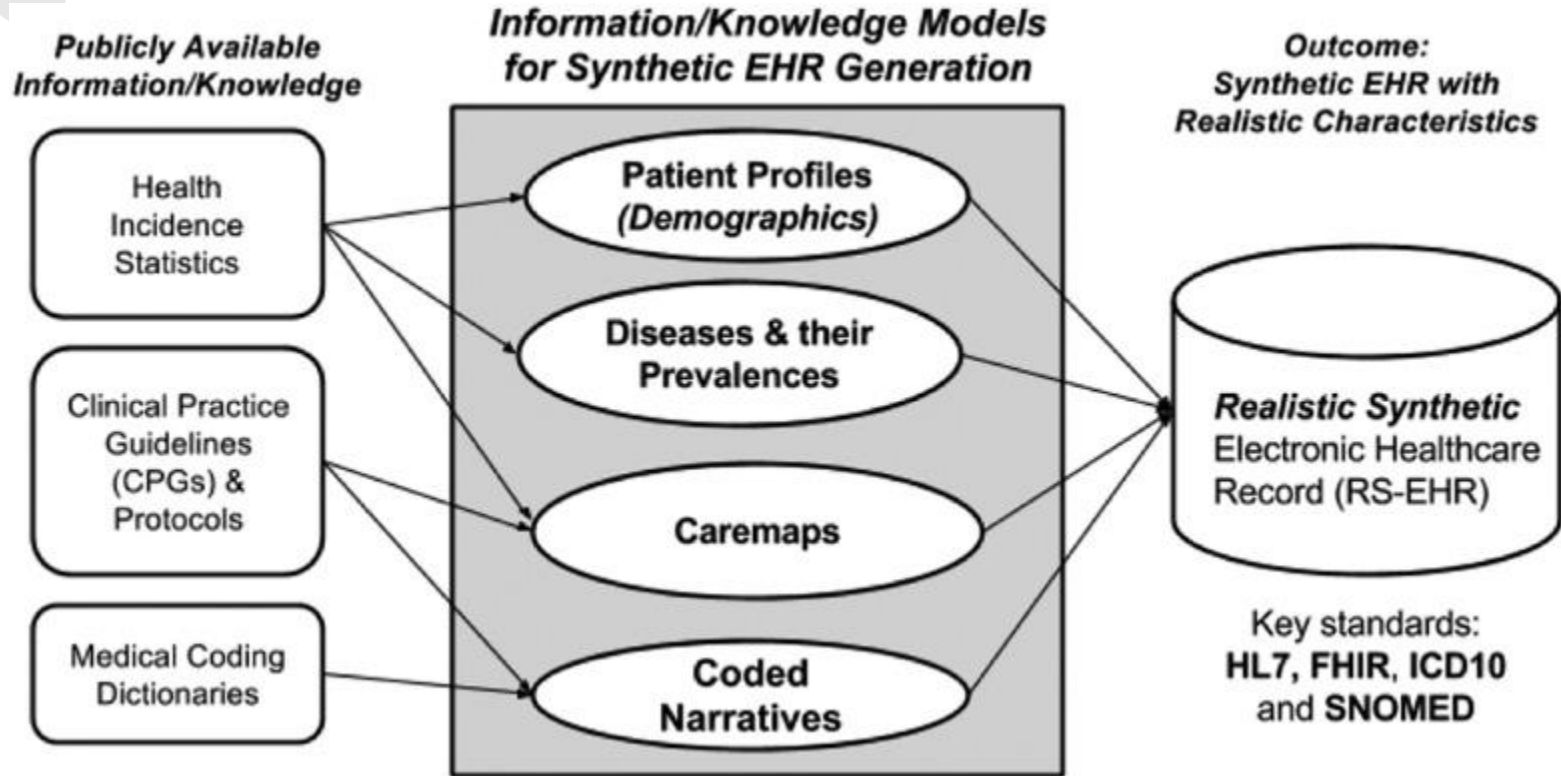 Publicly Available
Information/Knowledge
Health
Incidence
Statistics
Clinical Practice
Guidelines
(CPGs) &
Protocols
Medical Coding
Dictionaries
Information/Knowledge Models
for Synthetic EHR Generation
Patient Profiles
(Demographics)
Diseases & their
Prevalences
Caremaps
Coded
Narratives
Outcome:
Synthetic EHR with
Realistic Characteristics
Realistic Synthetic
Electronic Healthcare
Record (RS-EHR)
Key standards:
HL7, FHIR, ICD10
and SNOMED